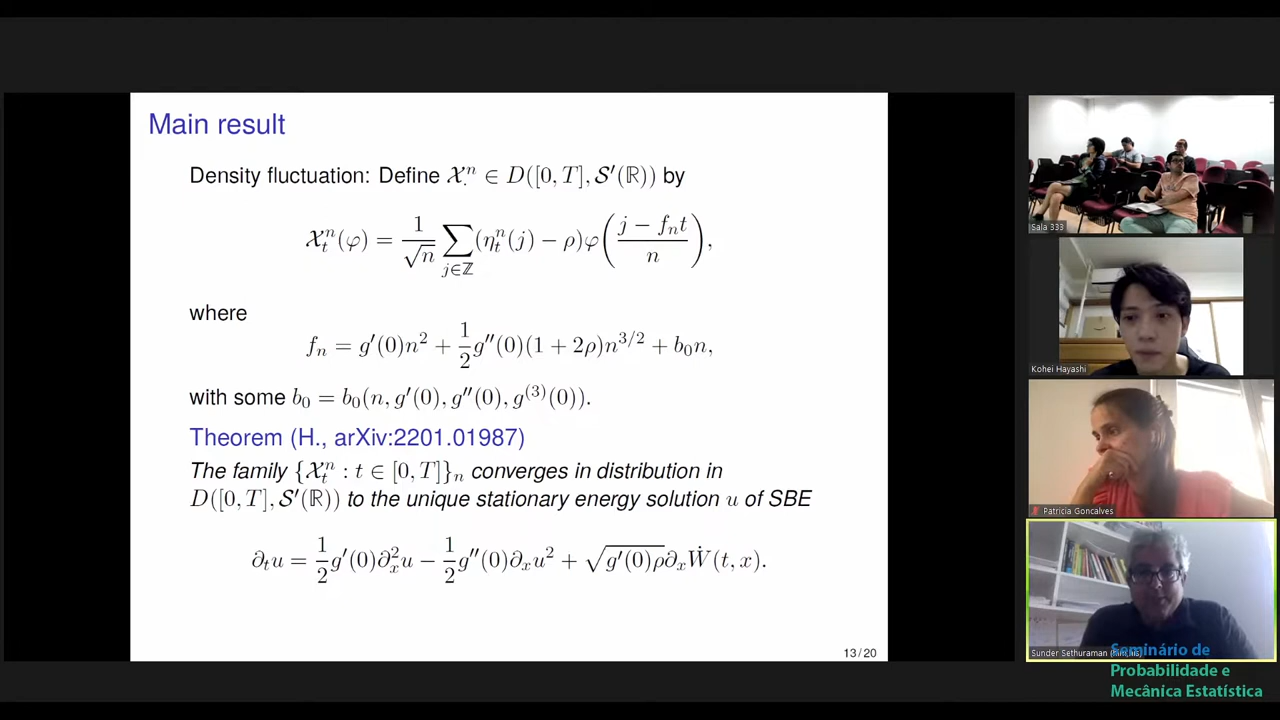 Main result
Density fluctuation: Define 𝒳ⁿ ∈ D([0, T], 𝒮′(ℝ)) by
𝒳ₜⁿ(φ) = 1/√n ∑_{j∈ℤ} (ηₜⁿ(j) − ρ)φ((j − fₙt)/n),
where
fₙ = g′(0)n² + 1/2 g″(0)(1 + 2ρ)n^{3/2} + b₀n,
with some b₀ = b₀(n, g′(0), g″(0), g⁽³⁾(0)).
Theorem (H., arXiv:2201.01987)
The family {𝒳ₜⁿ : t ∈ [0, T]}ₙ converges in distribution in
D([0, T], 𝒮′(ℝ)) to the unique stationary energy solution u of SBE
∂ₜu = 1/2 g′(0)∂ₓ²u − 1/2 g″(0)∂ₓu² + √(g′(0)ρ)∂ₓẆ(t, x).
13/20
Sala 333
Kohei Hayashi
Patricia Goncalves
Sunder Sethuraman
Seminário de
Probabilidade e
Mecânica Estatística